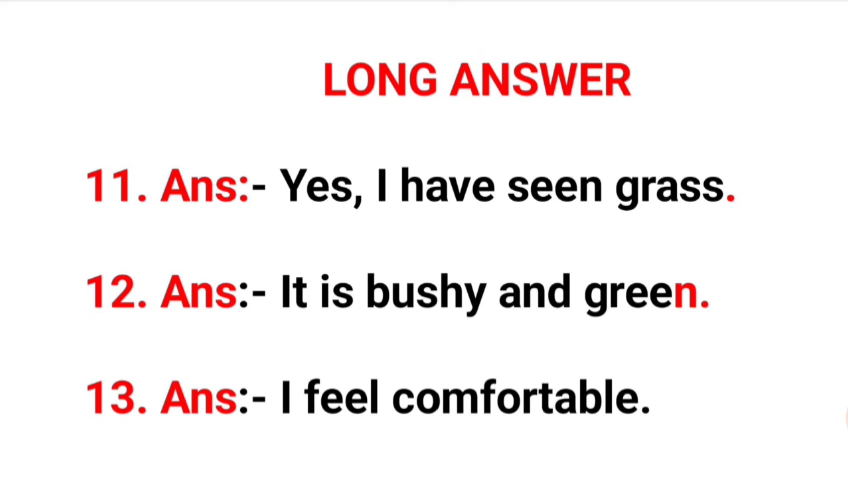 LONG ANSWER
11. Ans:- Yes, I have seen grass.
12. Ans:- It is bushy and green.
13. Ans:- I feel comfortable.